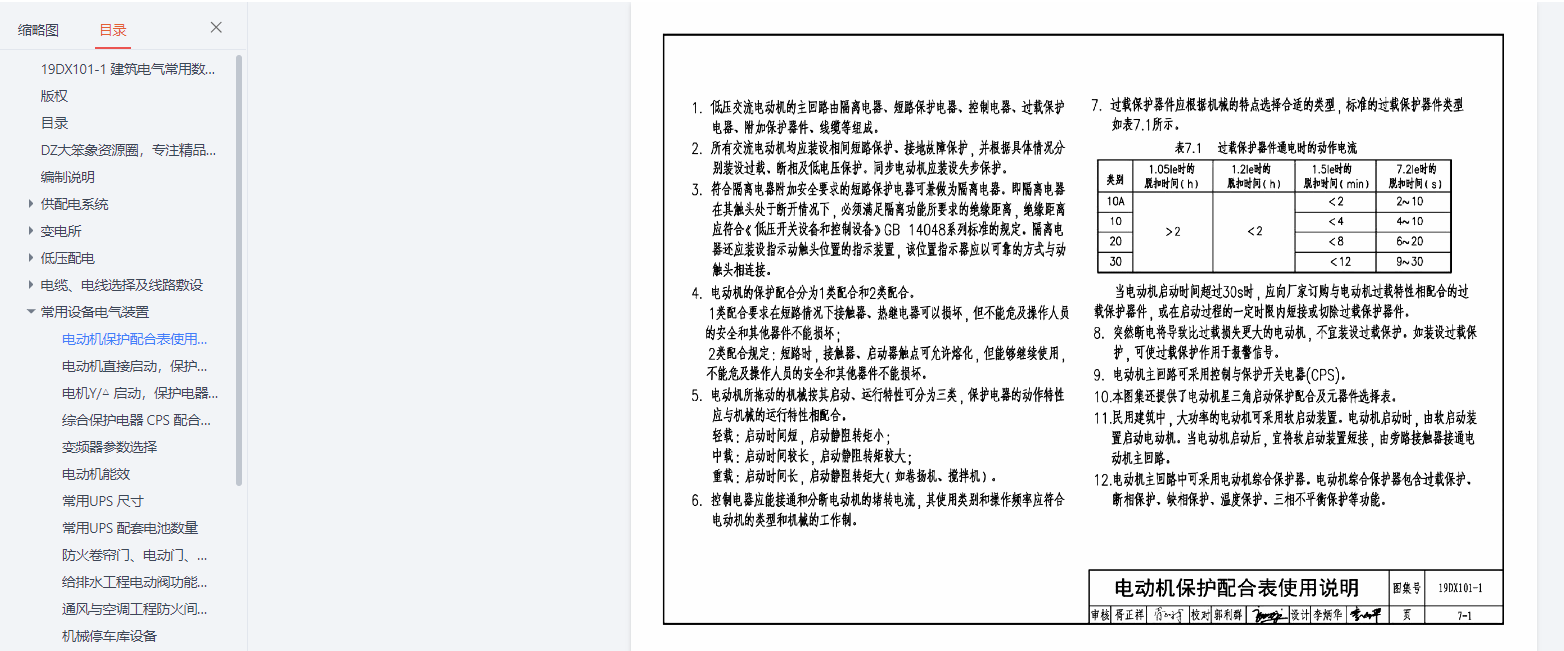 缩略图
目录
19DX101-1 建筑电气常用数...
版权
目录
DZ大笨象资源圈，专注精品...
编制说明
供配电系统
变电所
低压配电
电缆、电线选择及线路敷设
常用设备电气装置
电动机保护配合表使用...
电动机直接启动，保护...
电机Y/△ 启动，保护电器...
综合保护电器 CPS 配合...
变频器参数选择
电动机能效
常用UPS 尺寸
常用UPS 配套电池数量
防火卷帘门、电动门、...
给排水工程电动阀功能...
通风与空调工程防火间...
机械停车库设备
1. 低压交流电动机的主回路由隔离电器、短路保护电器、控制电器、过载保护
电器、附加保护器件、线缆等组成。
2. 所有交流电动机均应装设相间短路保护、接地故障保护，并根据具体情况分
别装设过载、断相及低电压保护。同步电动机应装设失步保护。
3. 符合隔离电器附加安全要求的短路保护电器可兼做为隔离电器。即隔离电器
在其触头处于断开情况下，必须满足隔离功能所要求的绝缘距离，绝缘距离
应符合《低压开关设备和控制设备》GB 14048系列标准的规定。隔离电
器还应装设指示动触头位置的指示装置，该位置指示器应以可靠的方式与动
触头相连接。
4. 电动机的保护配合分为1类配合和2类配合。
1类配合要求在短路情况下接触器、热继电器可以损坏，但不能危及操作人员
的安全和其他器件不能损坏；
2类配合规定：短路时，接触器、启动器触点可允许熔化，但能够继续使用，
不能危及操作人员的安全和其他器件不能损坏。
5. 电动机所拖动的机械按其启动、运行特性可分为三类，保护电器的动作特性
应与机械的运行特性相配合。
轻载：启动时间短，启动静阻转矩小；
中载：启动时间较长，启动静阻转矩较大；
重载：启动时间长，启动静阻转矩大（如卷扬机、搅拌机）。
6. 控制电器应能接通和分断电动机的堵转电流，其使用类别和操作频率应符合
电动机的类型和机械的工作制。
7. 过载保护器件应根据机械的特点选择合适的类型，标准的过载保护器件类型
如表7.1所示。
表7.1 过载保护器件通电时的动作电流
类别 1.05Ie时的脱扣时间(h) 1.2Ie时的脱扣时间(h) 1.5Ie时的脱扣时间(min) 7.2Ie时的脱扣时间(s)
10A >2 <2 <2 2~10
10 <4 4~10
20 <8 6~20
30 <12 9~30
当电动机启动时间超过30s时，应向厂家订购与电动机过载特性相配合的过
载保护器件，或在启动过程的一定时限内短接或切除过载保护器件。
8. 突然断电将导致比过载损失更大的电动机，不宜装设过载保护。如装设过载保
护，可使过载保护作用于报警信号。
9. 电动机主回路可采用控制与保护开关电器(CPS)。
10.本图集还提供了电动机星三角启动保护配合及元器件选择表。
11.民用建筑中，大功率的电动机可采用软启动装置。电动机启动时，由软启动装
置启动电动机。当电动机启动后，宜将软启动装置短接，由旁路接触器接通电
动机主回路。
12.电动机主回路中可采用电动机综合保护器。电动机综合保护器包含过载保护、
断相保护、缺相保护、温度保护、三相不平衡保护等功能。
电动机保护配合表使用说明 图集号 19DX101-1
审核 胥正祥 校对 郭利群 设计 李炳华 页 7-1